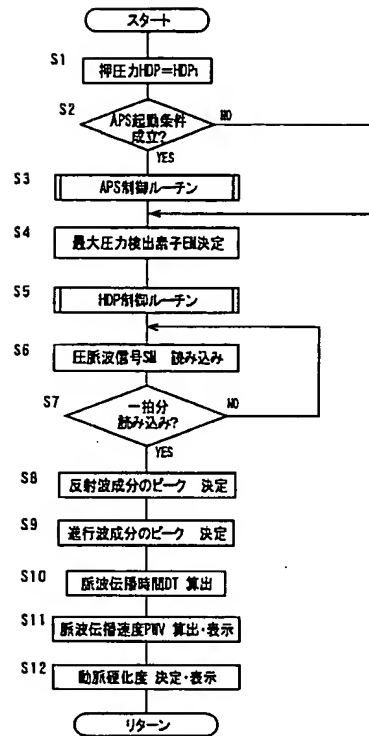 スタート
S1
押圧力HDP=HDP₁
S2
APS起動条件
成立?
NO
YES
S3
APS制御ルーチン
S4
最大圧力検出素子EM決定
S5
HDP制御ルーチン
S6
圧脈波信号SM 読み込み
S7
一拍分
読み込み?
NO
YES
S8
反射波成分のピーク 決定
S9
進行波成分のピーク 決定
S10
脈波伝播時間DT 算出
S11
脈波伝播速度PWV 算出・表示
S12
動脈硬化度 決定・表示
リターン